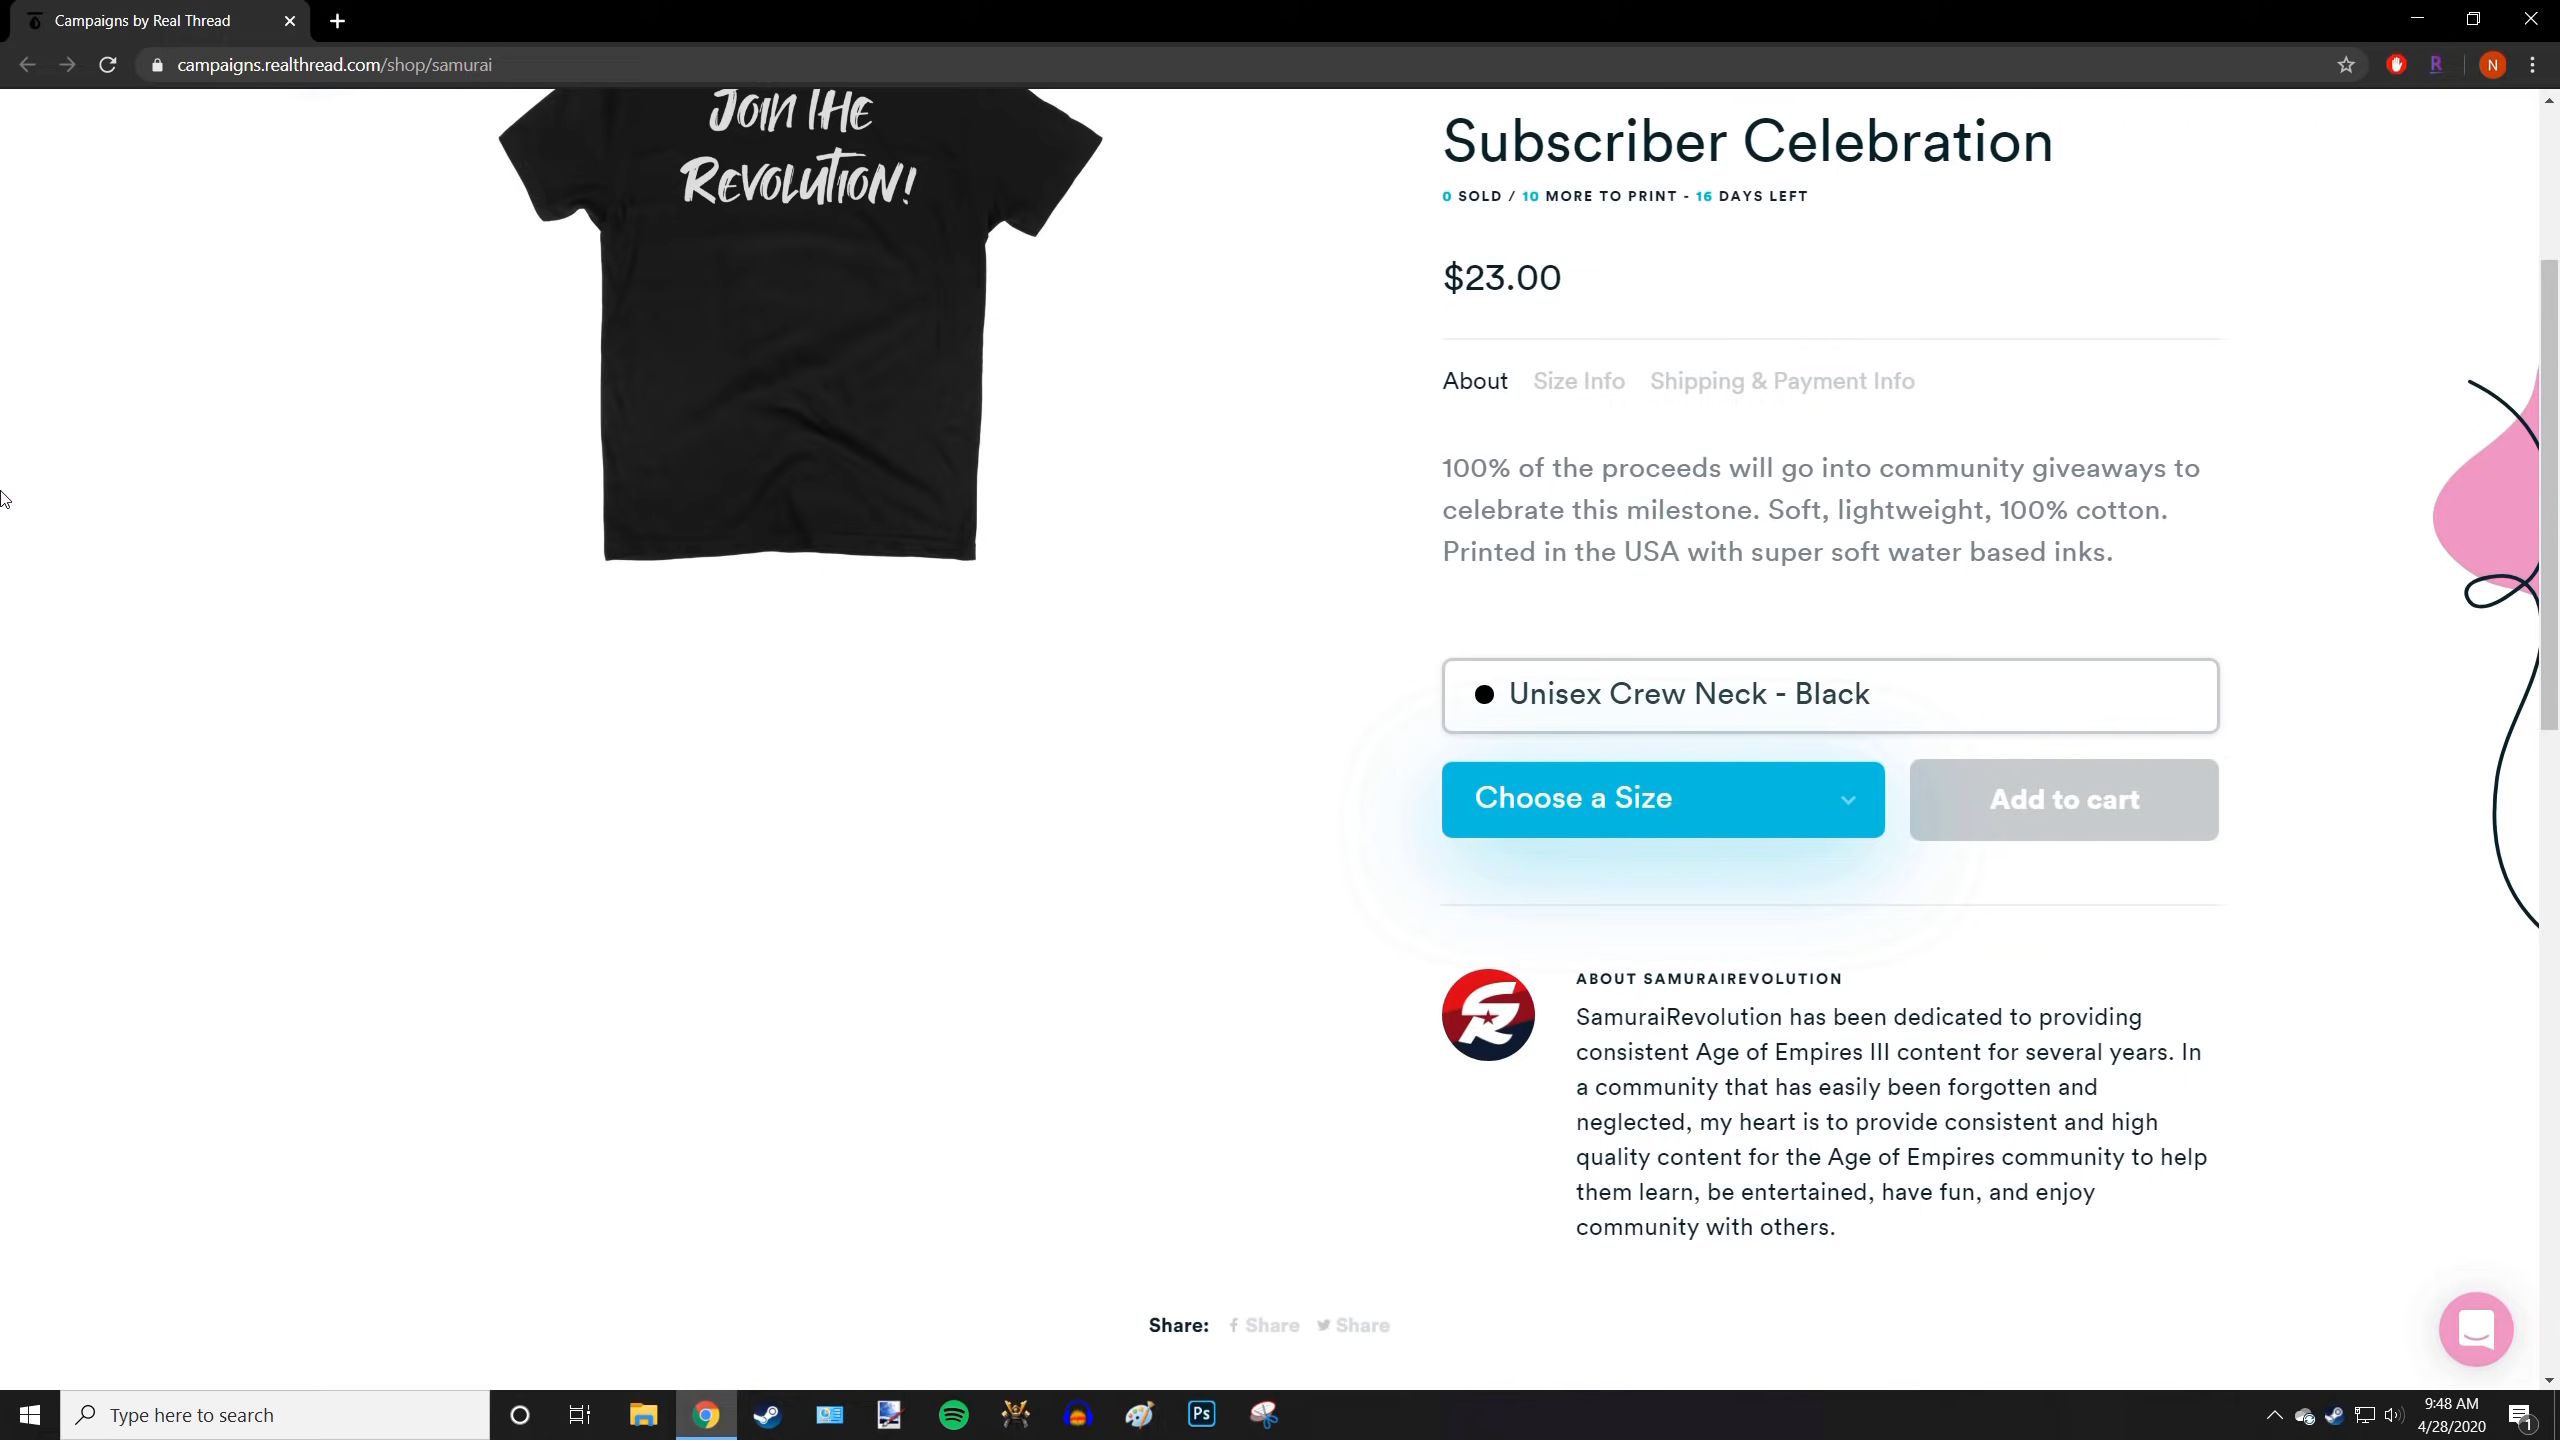 Campaigns by Real Thread
campaigns.realthread.com/shop/samurai
N
Join the
Revolution!
Subscriber Celebration
0 SOLD / 10 MORE TO PRINT - 16 DAYS LEFT
$23.00
About Size Info Shipping & Payment Info
100% of the proceeds will go into community giveaways to
celebrate this milestone. Soft, lightweight, 100% cotton.
Printed in the USA with super soft water based inks.
Unisex Crew Neck - Black
Choose a Size
Add to cart
ABOUT SAMURAIREVOLUTION
SamuraiRevolution has been dedicated to providing
consistent Age of Empires III content for several years. In
a community that has easily been forgotten and
neglected, my heart is to provide consistent and high
quality content for the Age of Empires community to help
them learn, be entertained, have fun, and enjoy
community with others.
Share: Share Share
Type here to search
Ps
9:48 AM
4/28/2020
1